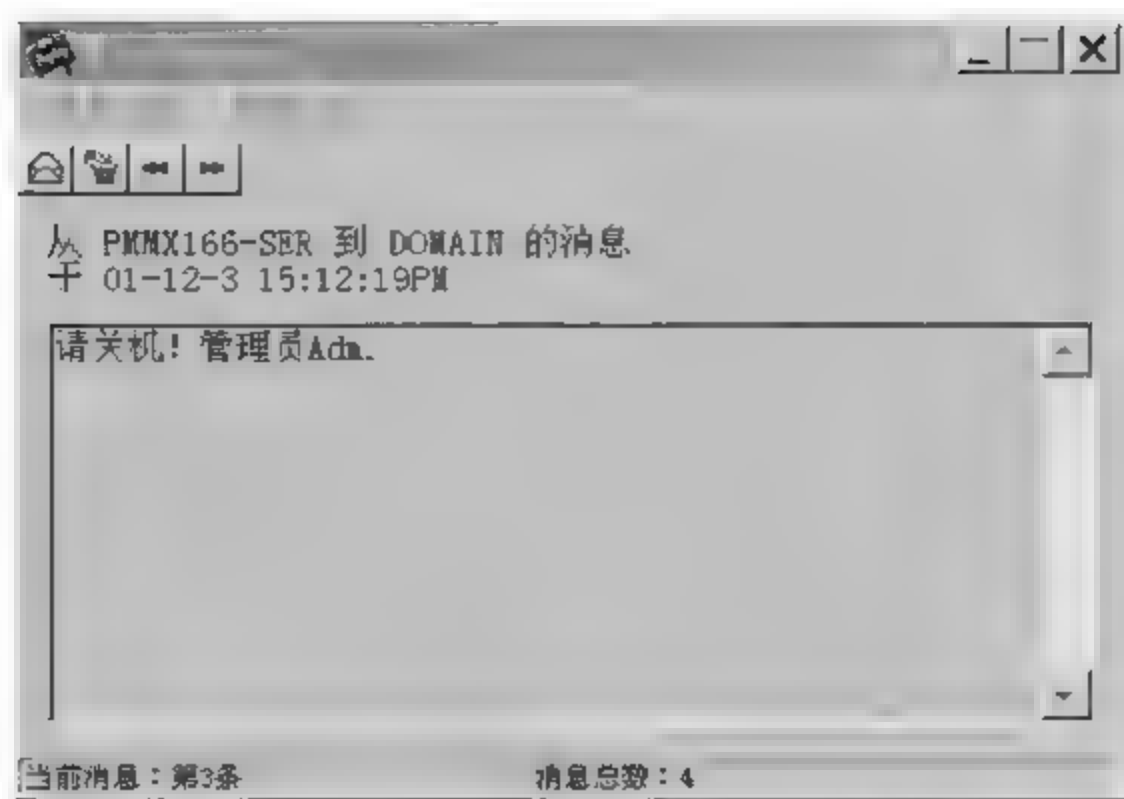 从 PMMX166-SER 到 DOMAIN 的消息
于 01-12-3 15:12:19PM
请关机！管理员Adm.
当前消息：第3条
消息总数：4